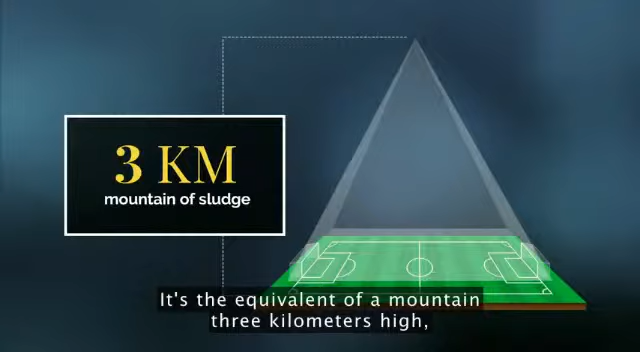 3 KM
mountain of sludge
It's the equivalent of a mountain
three kilometers high,